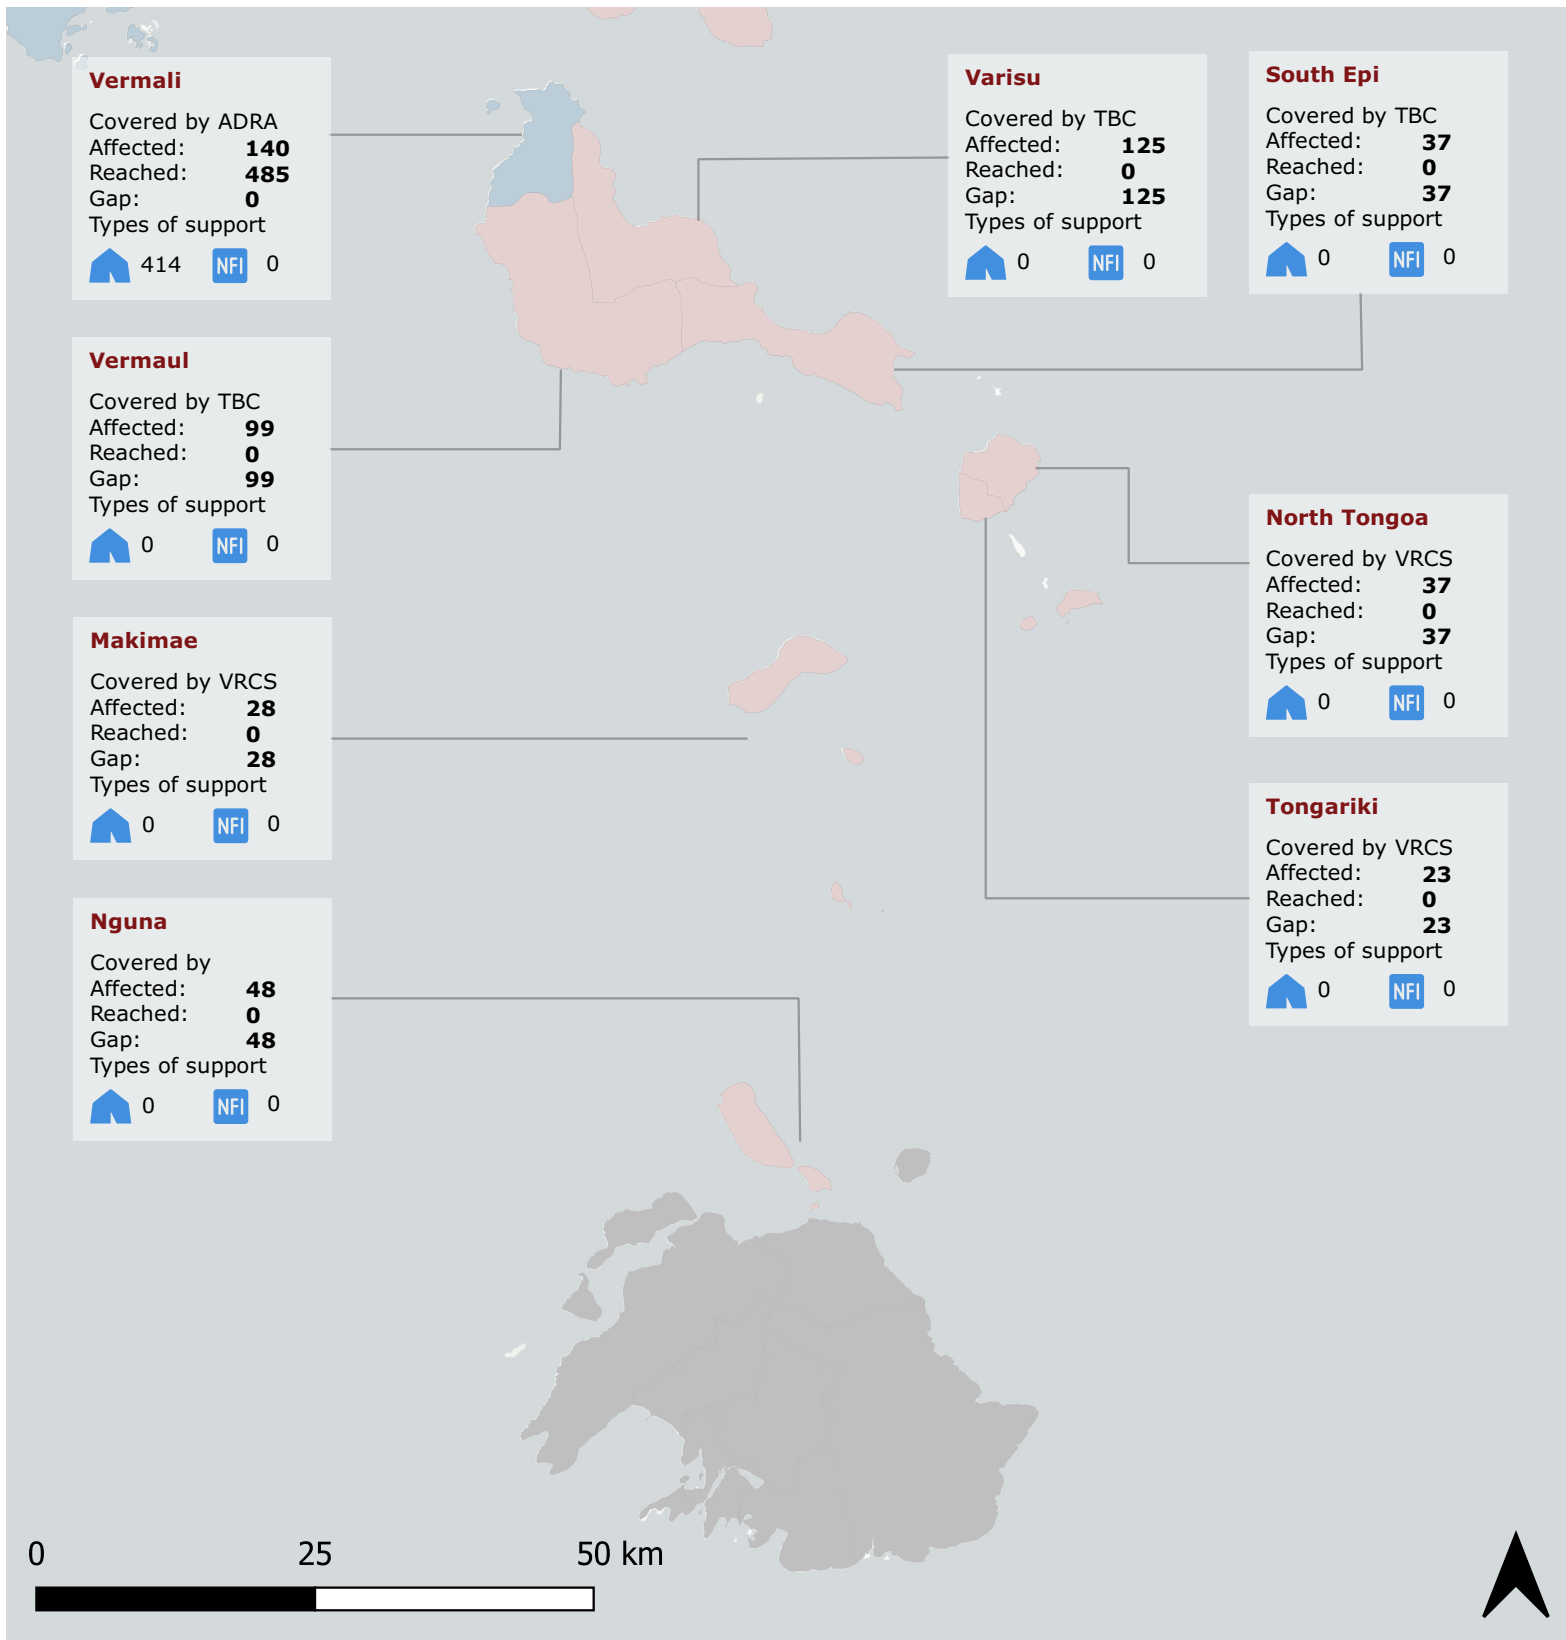 Vermali
Covered by ADRA
Affected: 140
Reached: 485
Gap: 0
Types of support
414 NFI 0
Varisu
Covered by TBC
Affected: 125
Reached: 0
Gap: 125
Types of support
0 NFI 0
South Epi
Covered by TBC
Affected: 37
Reached: 0
Gap: 37
Types of support
0 NFI 0
Vermaul
Covered by TBC
Affected: 99
Reached: 0
Gap: 99
Types of support
0 NFI 0
North Tongoa
Covered by VRCS
Affected: 37
Reached: 0
Gap: 37
Types of support
0 NFI 0
Makimae
Covered by VRCS
Affected: 28
Reached: 0
Gap: 28
Types of support
0 NFI 0
Tongariki
Covered by VRCS
Affected: 23
Reached: 0
Gap: 23
Types of support
0 NFI 0
Nguna
Covered by
Affected: 48
Reached: 0
Gap: 48
Types of support
0 NFI 0
0 25 50 km